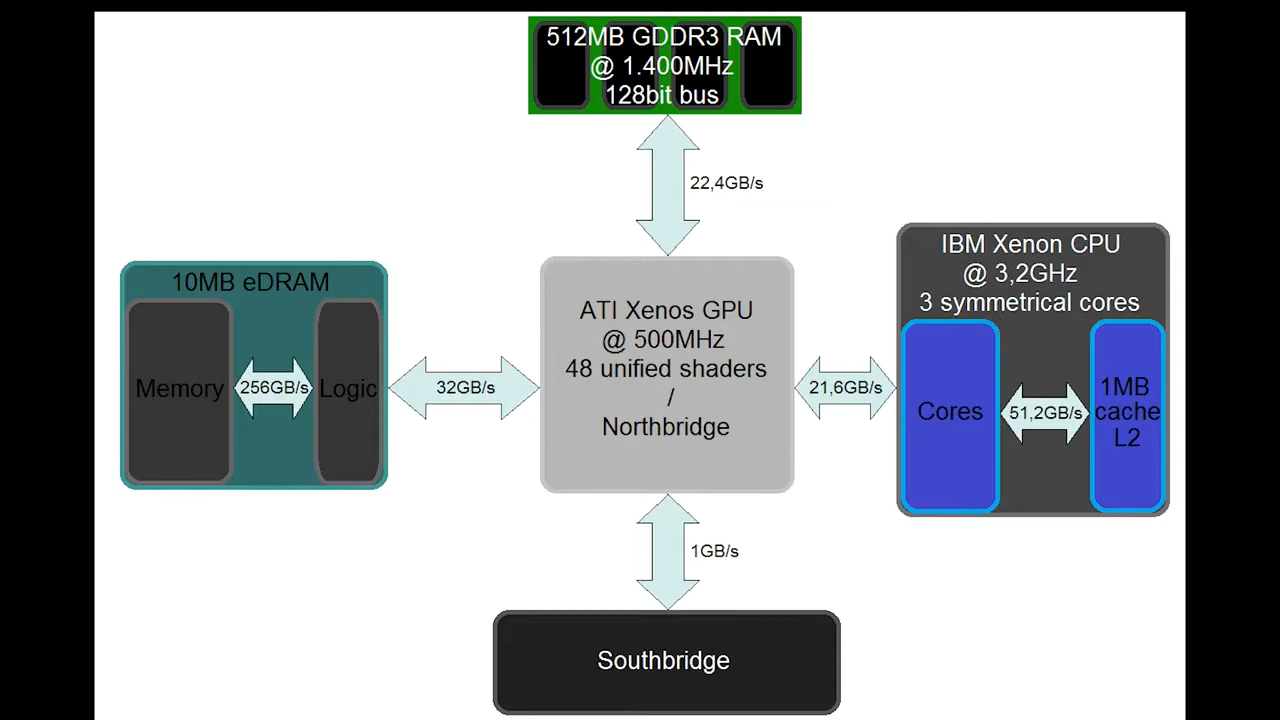 512MB GDDR3 RAM
@ 1.400MHz
128bit bus
22,4GB/s
IBM Xenon CPU
@ 3,2GHz
3 symmetrical cores
10MB eDRAM
ATI Xenos GPU
@ 500MHz
48 unified shaders
/
Northbridge
Memory
256GB/s
Logic
32GB/s
21,6GB/s
Cores
51,2GB/s
1MB
cache
L2
1GB/s
Southbridge